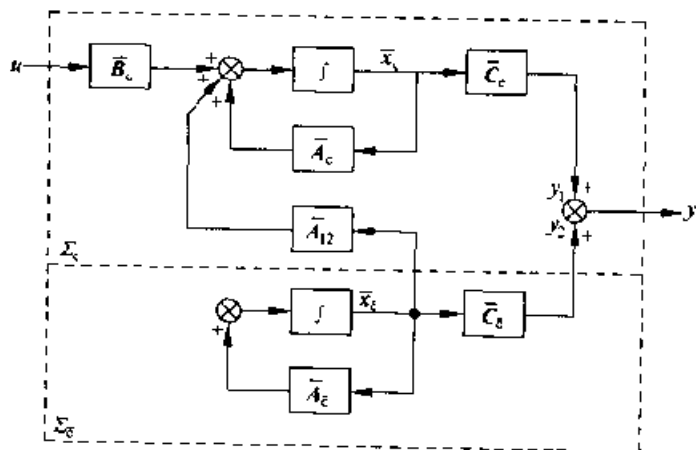 u
B̄c
+
+
+
∫
x̄c
C̄c
Āc
y₁
+
y
y₂
+
Ā₁₂
Σc
∫
x̄c̄
C̄c̄
+
Āc̄
Σc̄